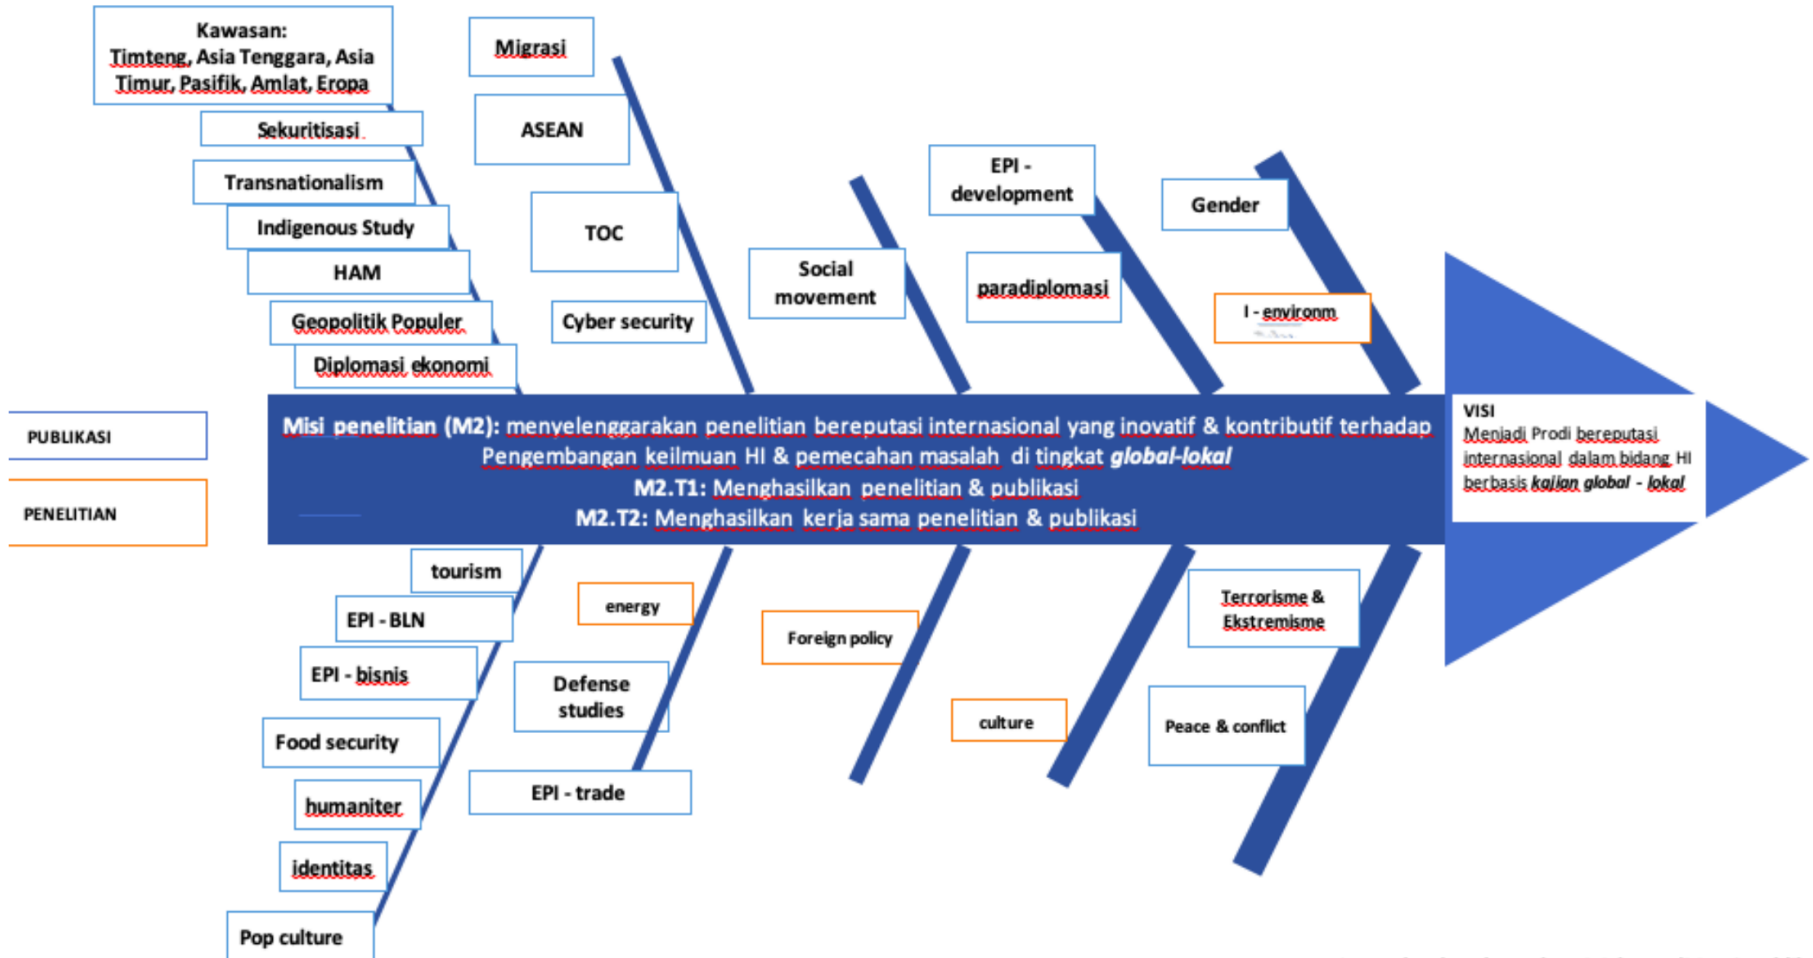 Kawasan:
Timteng, Asia Tenggara, Asia
Timur, Pasifik, Amlat, Eropa
Sekuritisasi
Transnationalism
Indigenous Study
HAM
Geopolitik Populer
Diplomasi ekonomi
Migrasi
ASEAN
TOC
Cyber security
Social
movement
EPI -
development
paradiplomasi
Gender
I - environm
PUBLIKASI
PENELITIAN
Misi penelitian (M2): menyelenggarakan penelitian bereputasi internasional yang inovatif & kontributif terhadap
Pengembangan keilmuan HI & pemecahan masalah di tingkat global-lokal
M2.T1: Menghasilkan penelitian & publikasi
M2.T2: Menghasilkan kerja sama penelitian & publikasi
VISI
Menjadi Prodi bereputasi
internasional dalam bidang HI
berbasis kajian global - lokal
tourism
EPI - BLN
EPI - bisnis
Food security
humaniter
identitas
Pop culture
energy
Defense
studies
EPI - trade
Foreign policy
culture
Terrorisme &
Ekstremisme
Peace & conflict